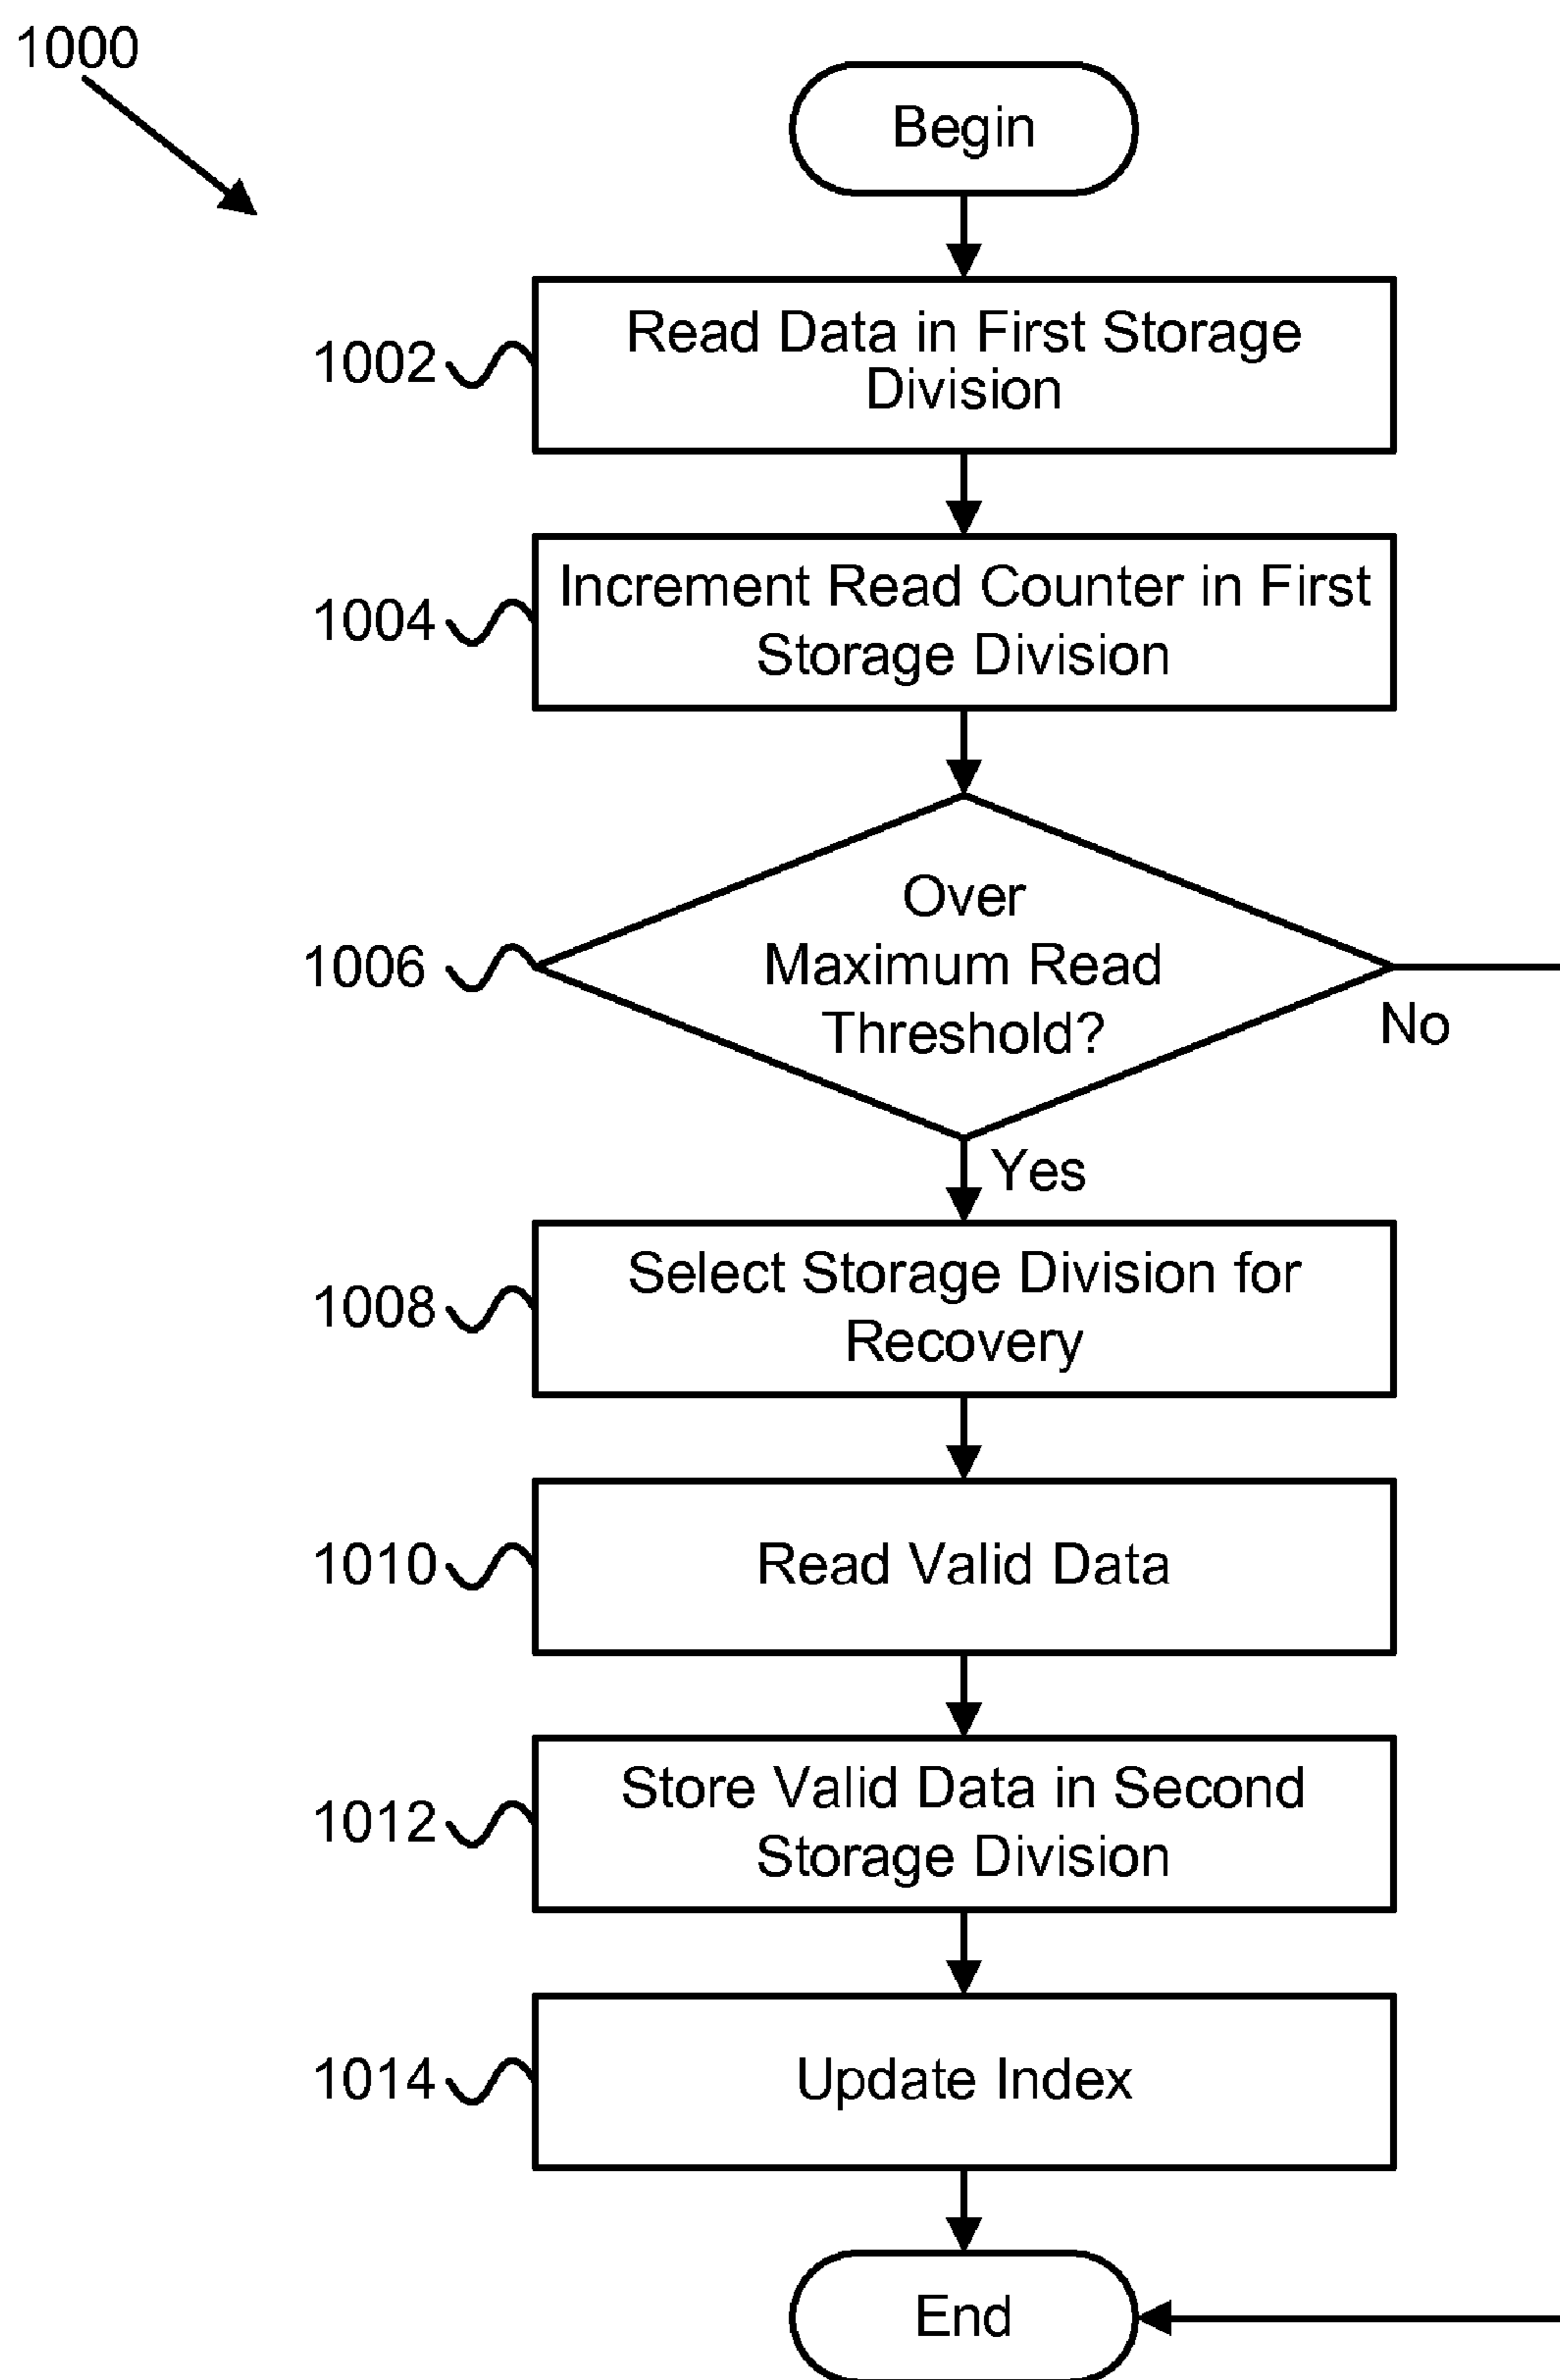 1000
Begin
1002
Read Data in First Storage
Division
1004
Increment Read Counter in First
Storage Division
1006
Over
Maximum Read
Threshold?
No
Yes
1008
Select Storage Division for
Recovery
1010
Read Valid Data
1012
Store Valid Data in Second
Storage Division
1014
Update Index
End